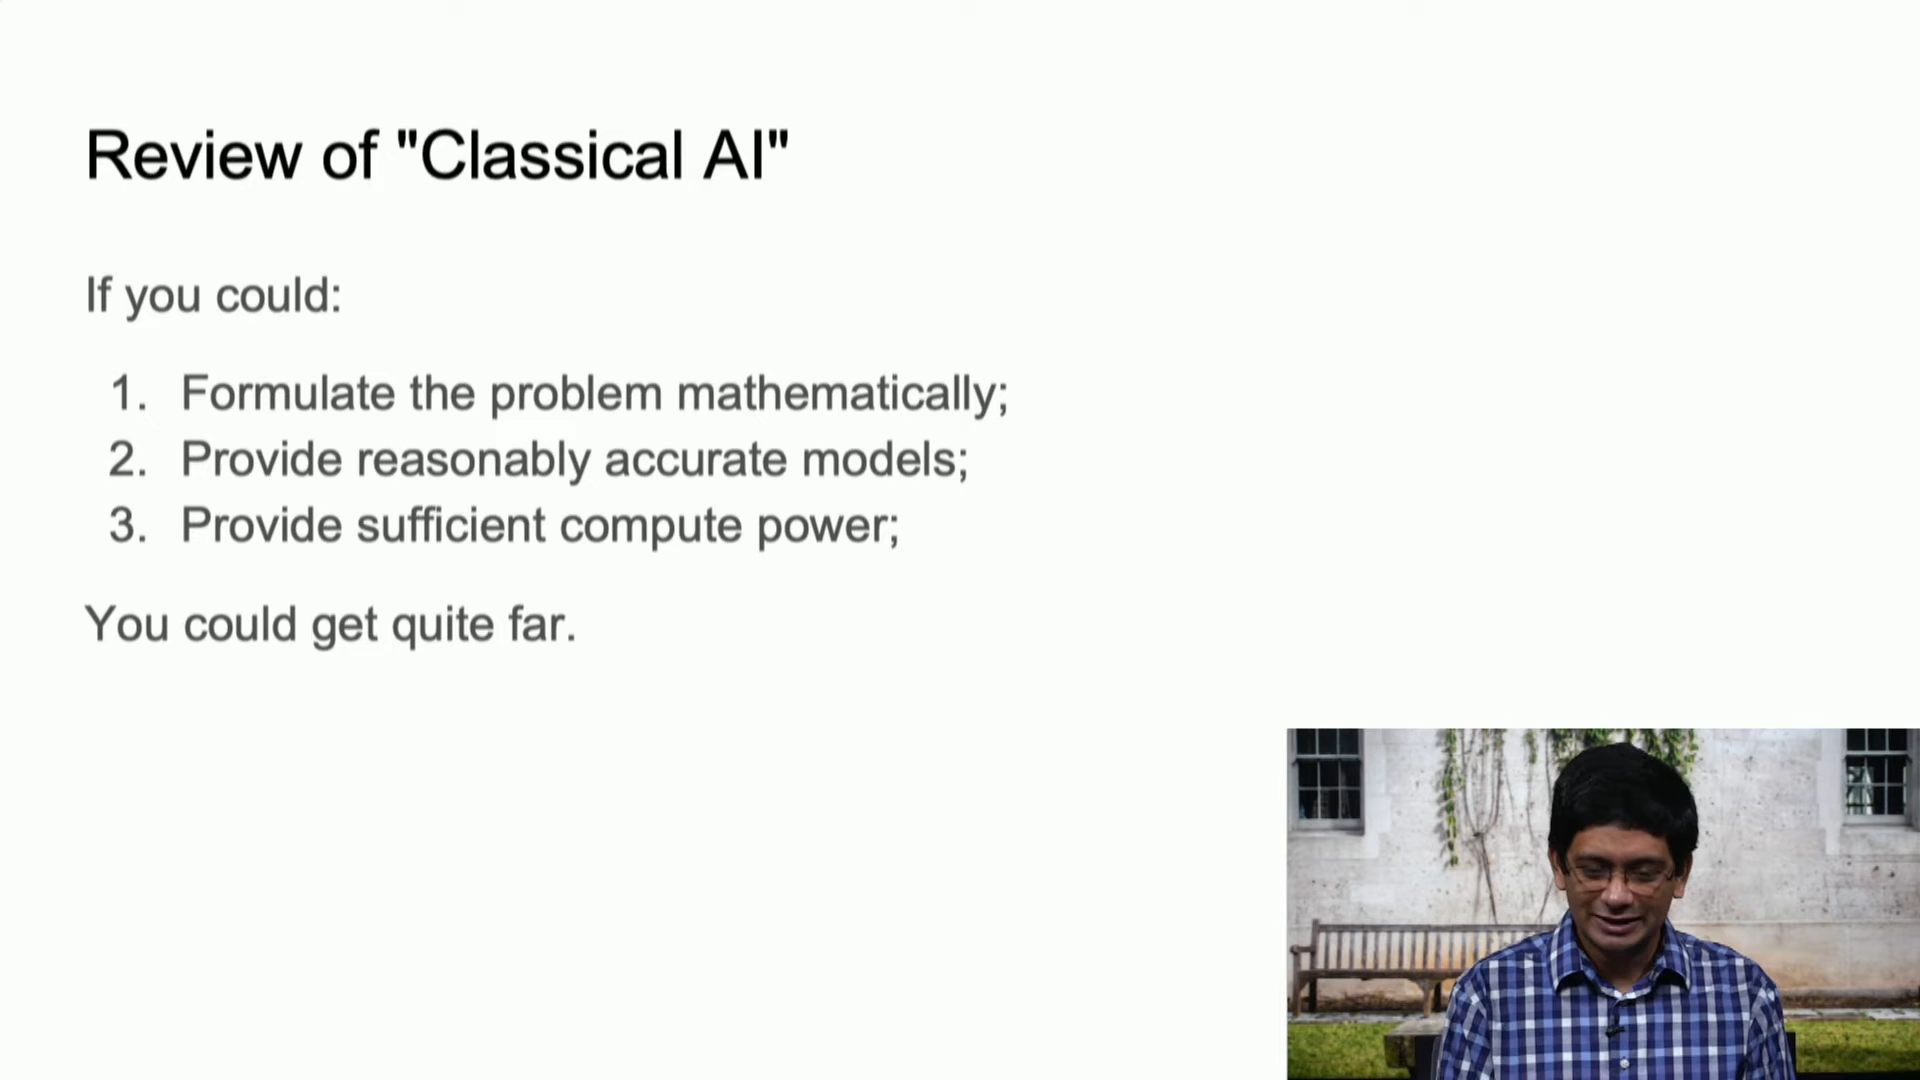 Review of "Classical AI"
If you could:
1. Formulate the problem mathematically;
2. Provide reasonably accurate models;
3. Provide sufficient compute power;
You could get quite far.